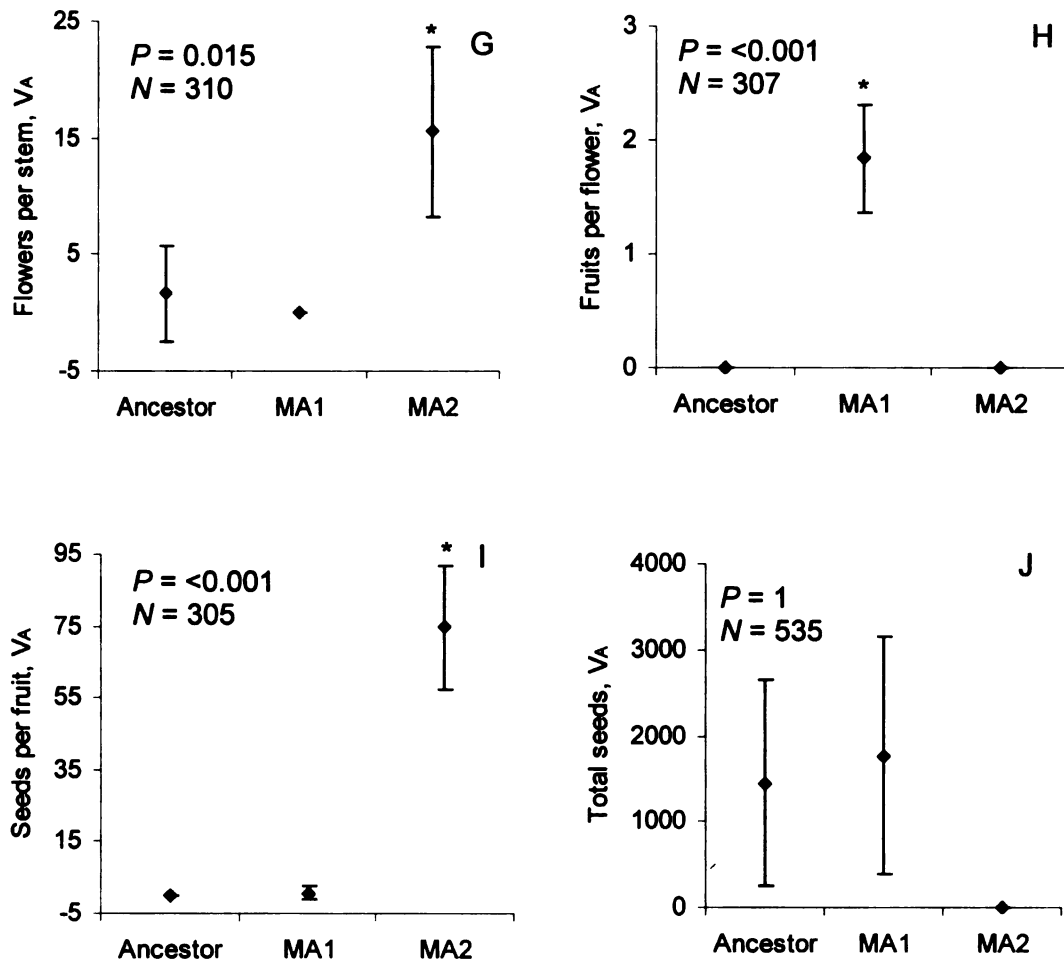 G
P = 0.015
N = 310
*
Flowers per stem, VA
25
15
5
-5
Ancestor MA1 MA2
H
P = <0.001
N = 307
*
Fruits per flower, VA
3
2
1
0
Ancestor MA1 MA2
I
P = <0.001
N = 305
*
Seeds per fruit, VA
95
75
55
35
15
-5
Ancestor MA1 MA2
J
P = 1
N = 535
Total seeds, VA
4000
3000
2000
1000
0
Ancestor MA1 MA2